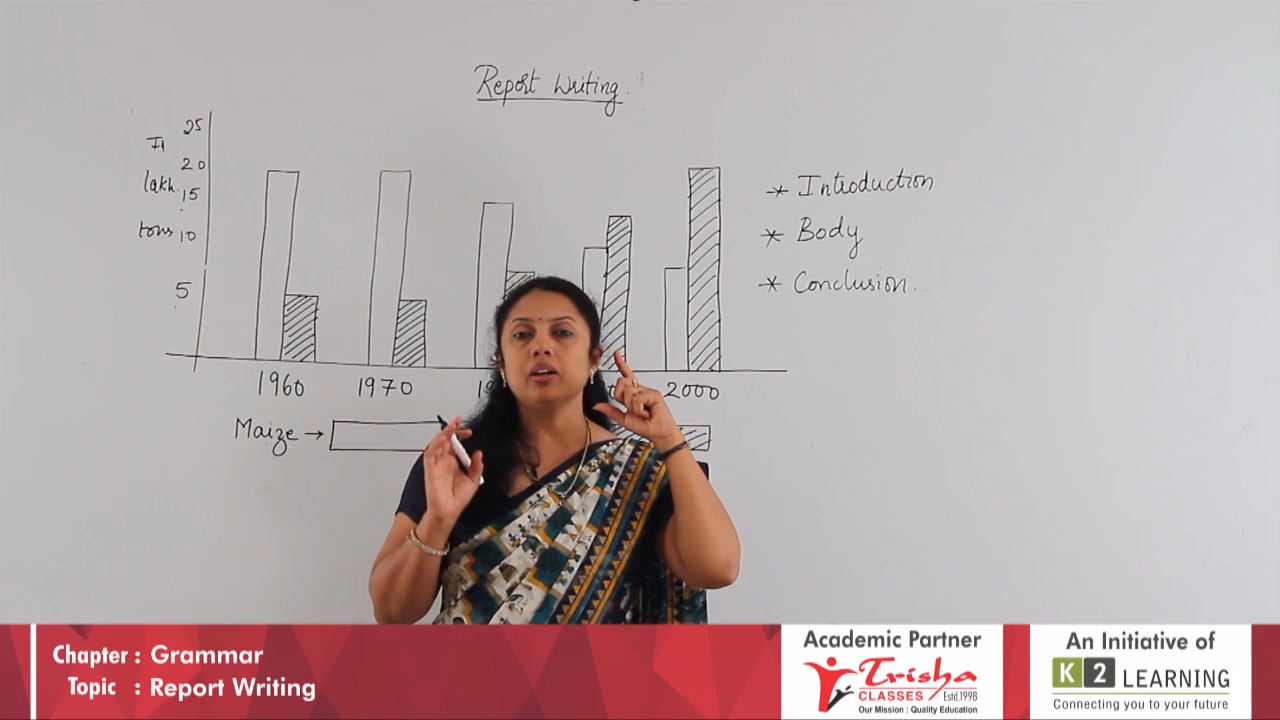 Report Writing
25
In
20
lakh
15
tons
10
5
* Introduction
* Body
* Conclusion
1960 1970 2000
Maize →
Chapter : Grammar
Topic : Report Writing
Academic Partner
Trisha
CLASSES Estd.1998
Our Mission : Quality Education
An Initiative of
K2 LEARNING
Connecting you to your future